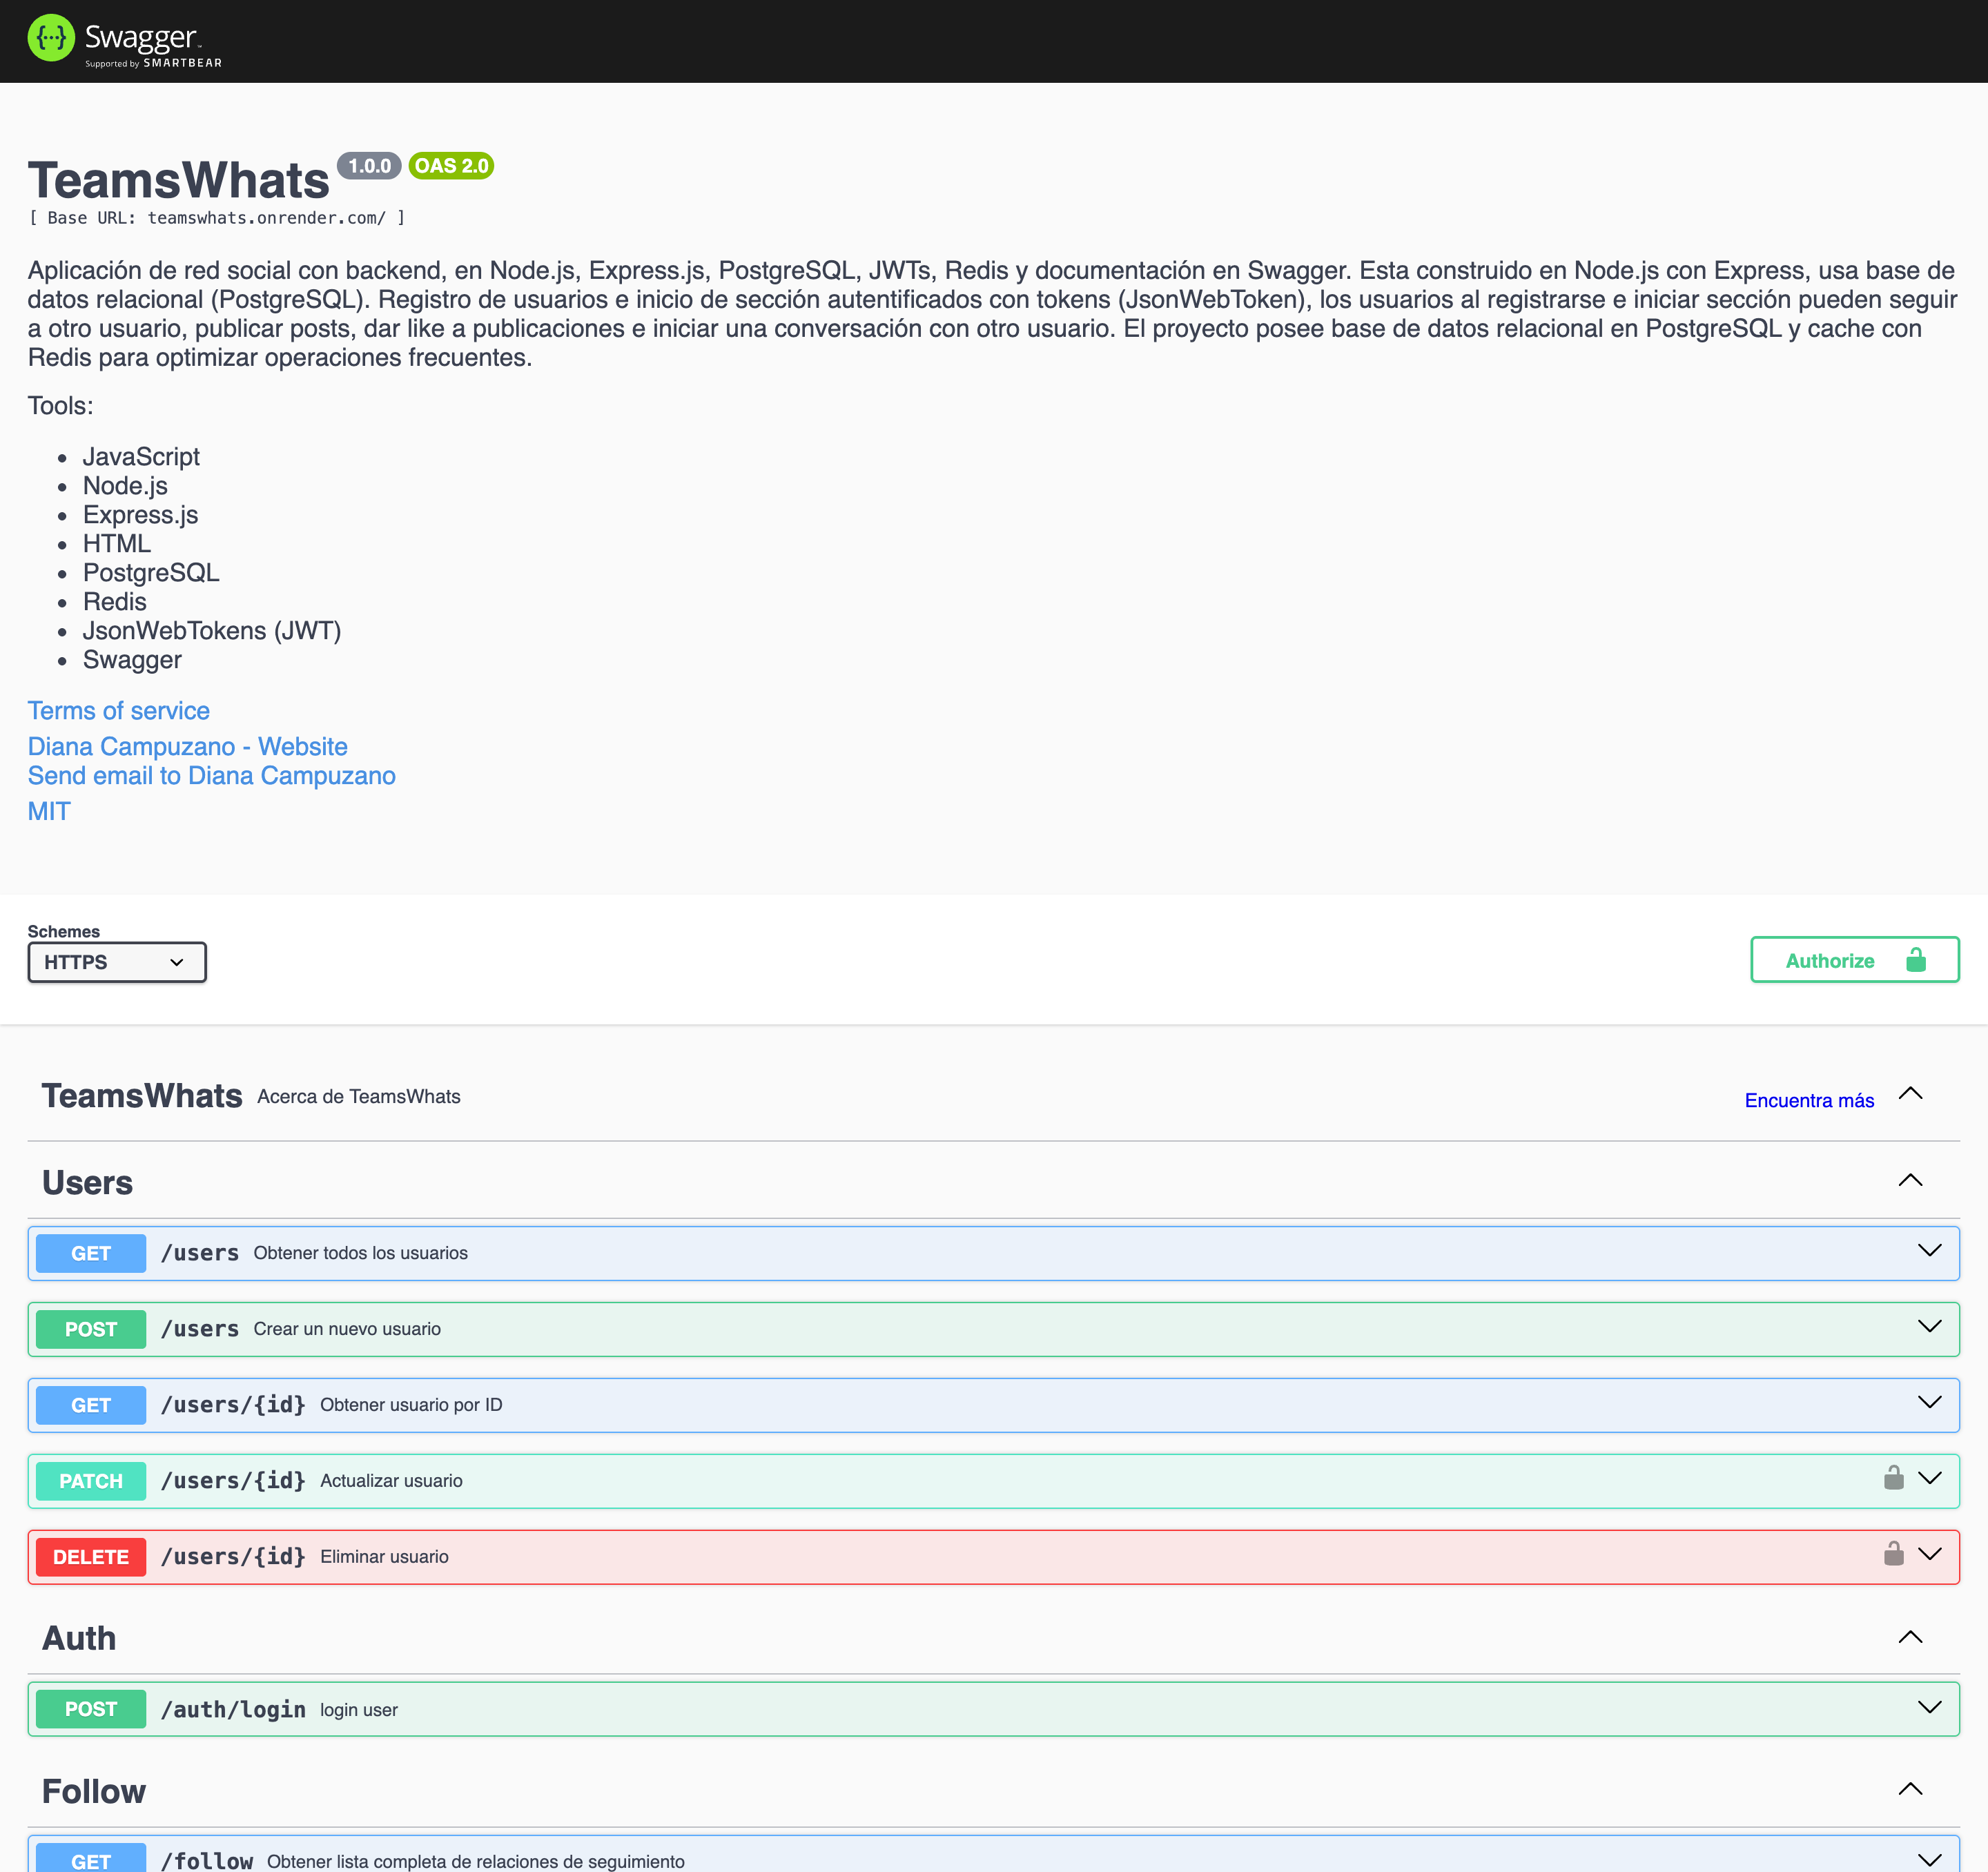 Swagger
Supported by SMARTBEAR
TeamsWhats 1.0.0 OAS 2.0
[ Base URL: teamswhats.onrender.com/ ]
Aplicación de red social con backend, en Node.js, Express.js, PostgreSQL, JWTs, Redis y documentación en Swagger. Esta construido en Node.js con Express, usa base de
datos relacional (PostgreSQL). Registro de usuarios e inicio de sección autentificados con tokens (JsonWebToken), los usuarios al registrarse e iniciar sección pueden seguir
a otro usuario, publicar posts, dar like a publicaciones e iniciar una conversación con otro usuario. El proyecto posee base de datos relacional en PostgreSQL y cache con
Redis para optimizar operaciones frecuentes.
Tools:
• JavaScript
• Node.js
• Express.js
• HTML
• PostgreSQL
• Redis
• JsonWebTokens (JWT)
• Swagger
Terms of service
Diana Campuzano - Website
Send email to Diana Campuzano
MIT
Schemes
HTTPS
Authorize
TeamsWhats Acerca de TeamsWhats Encuentra más
Users
GET /users Obtener todos los usuarios
POST /users Crear un nuevo usuario
GET /users/{id} Obtener usuario por ID
PATCH /users/{id} Actualizar usuario
DELETE /users/{id} Eliminar usuario
Auth
POST /auth/login login user
Follow
GET /follow Obtener lista completa de relaciones de seguimiento